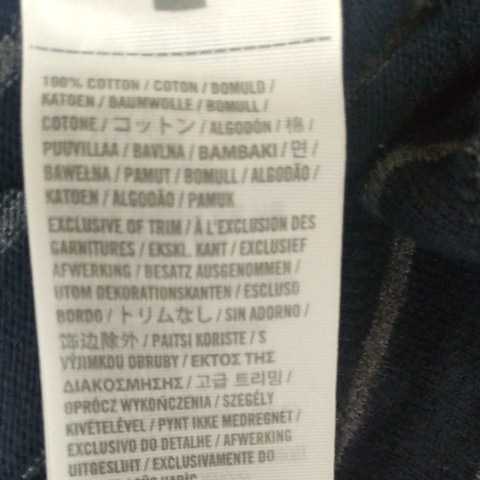 100% COTTON / COTON / BOMULD /
KATOEN / BAUMWOLLE / BOMULL /
COTONE / コットン / ALGODÓN / 棉 /
PUUVILLAA / BAVLNA / BAMBAKI / 면 /
BAWEŁNA / PAMUT / BOMULL / ALGODÃO /
KATOEN / ALGODÃO / PAMUK
EXCLUSIVE OF TRIM / À L'EXCLUSION DES
GARNITURES / EKSKL. KANT / EXCLUSIEF
AFWERKING / BESATZ AUSGENOMMEN /
UTOM DEKORATIONSKANTEN / ESCLUSO
BORDO / トリムなし / SIN ADORNO /
饰边除外 / PAITSI KORISTE / S
VÝJIMKOU OBRUBY / ΕΚΤΟΣ ΤΗΣ
ΔΙΑΚΟΣΜΗΣΗΣ / 고급 트리밍 /
OPRÓCZ WYKOŃCZENIA / SZEGÉLY
KIVÉTELÉVEL / PYNT IKKE MEDREGNET /
EXCLUSIVO DO DETALHE / AFWERKING
UITGESLUIT / EXCLUSIVAMENTE DO